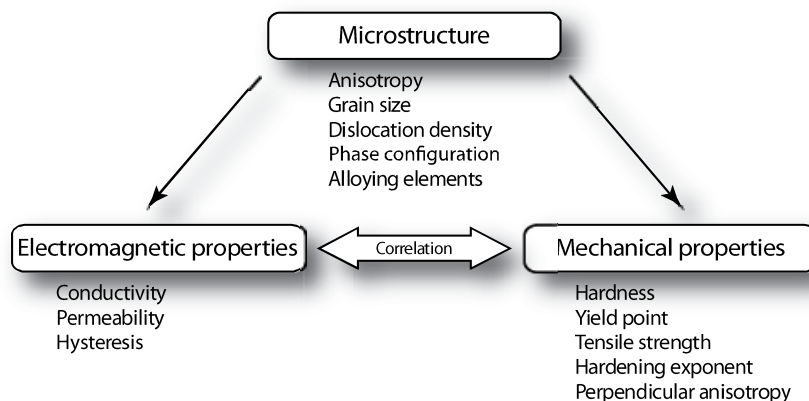 Microstructure
Anisotropy
Grain size
Dislocation density
Phase configuration
Alloying elements
Electromagnetic properties
Correlation
Mechanical properties
Conductivity
Permeability
Hysteresis
Hardness
Yield point
Tensile strength
Hardening exponent
Perpendicular anisotropy